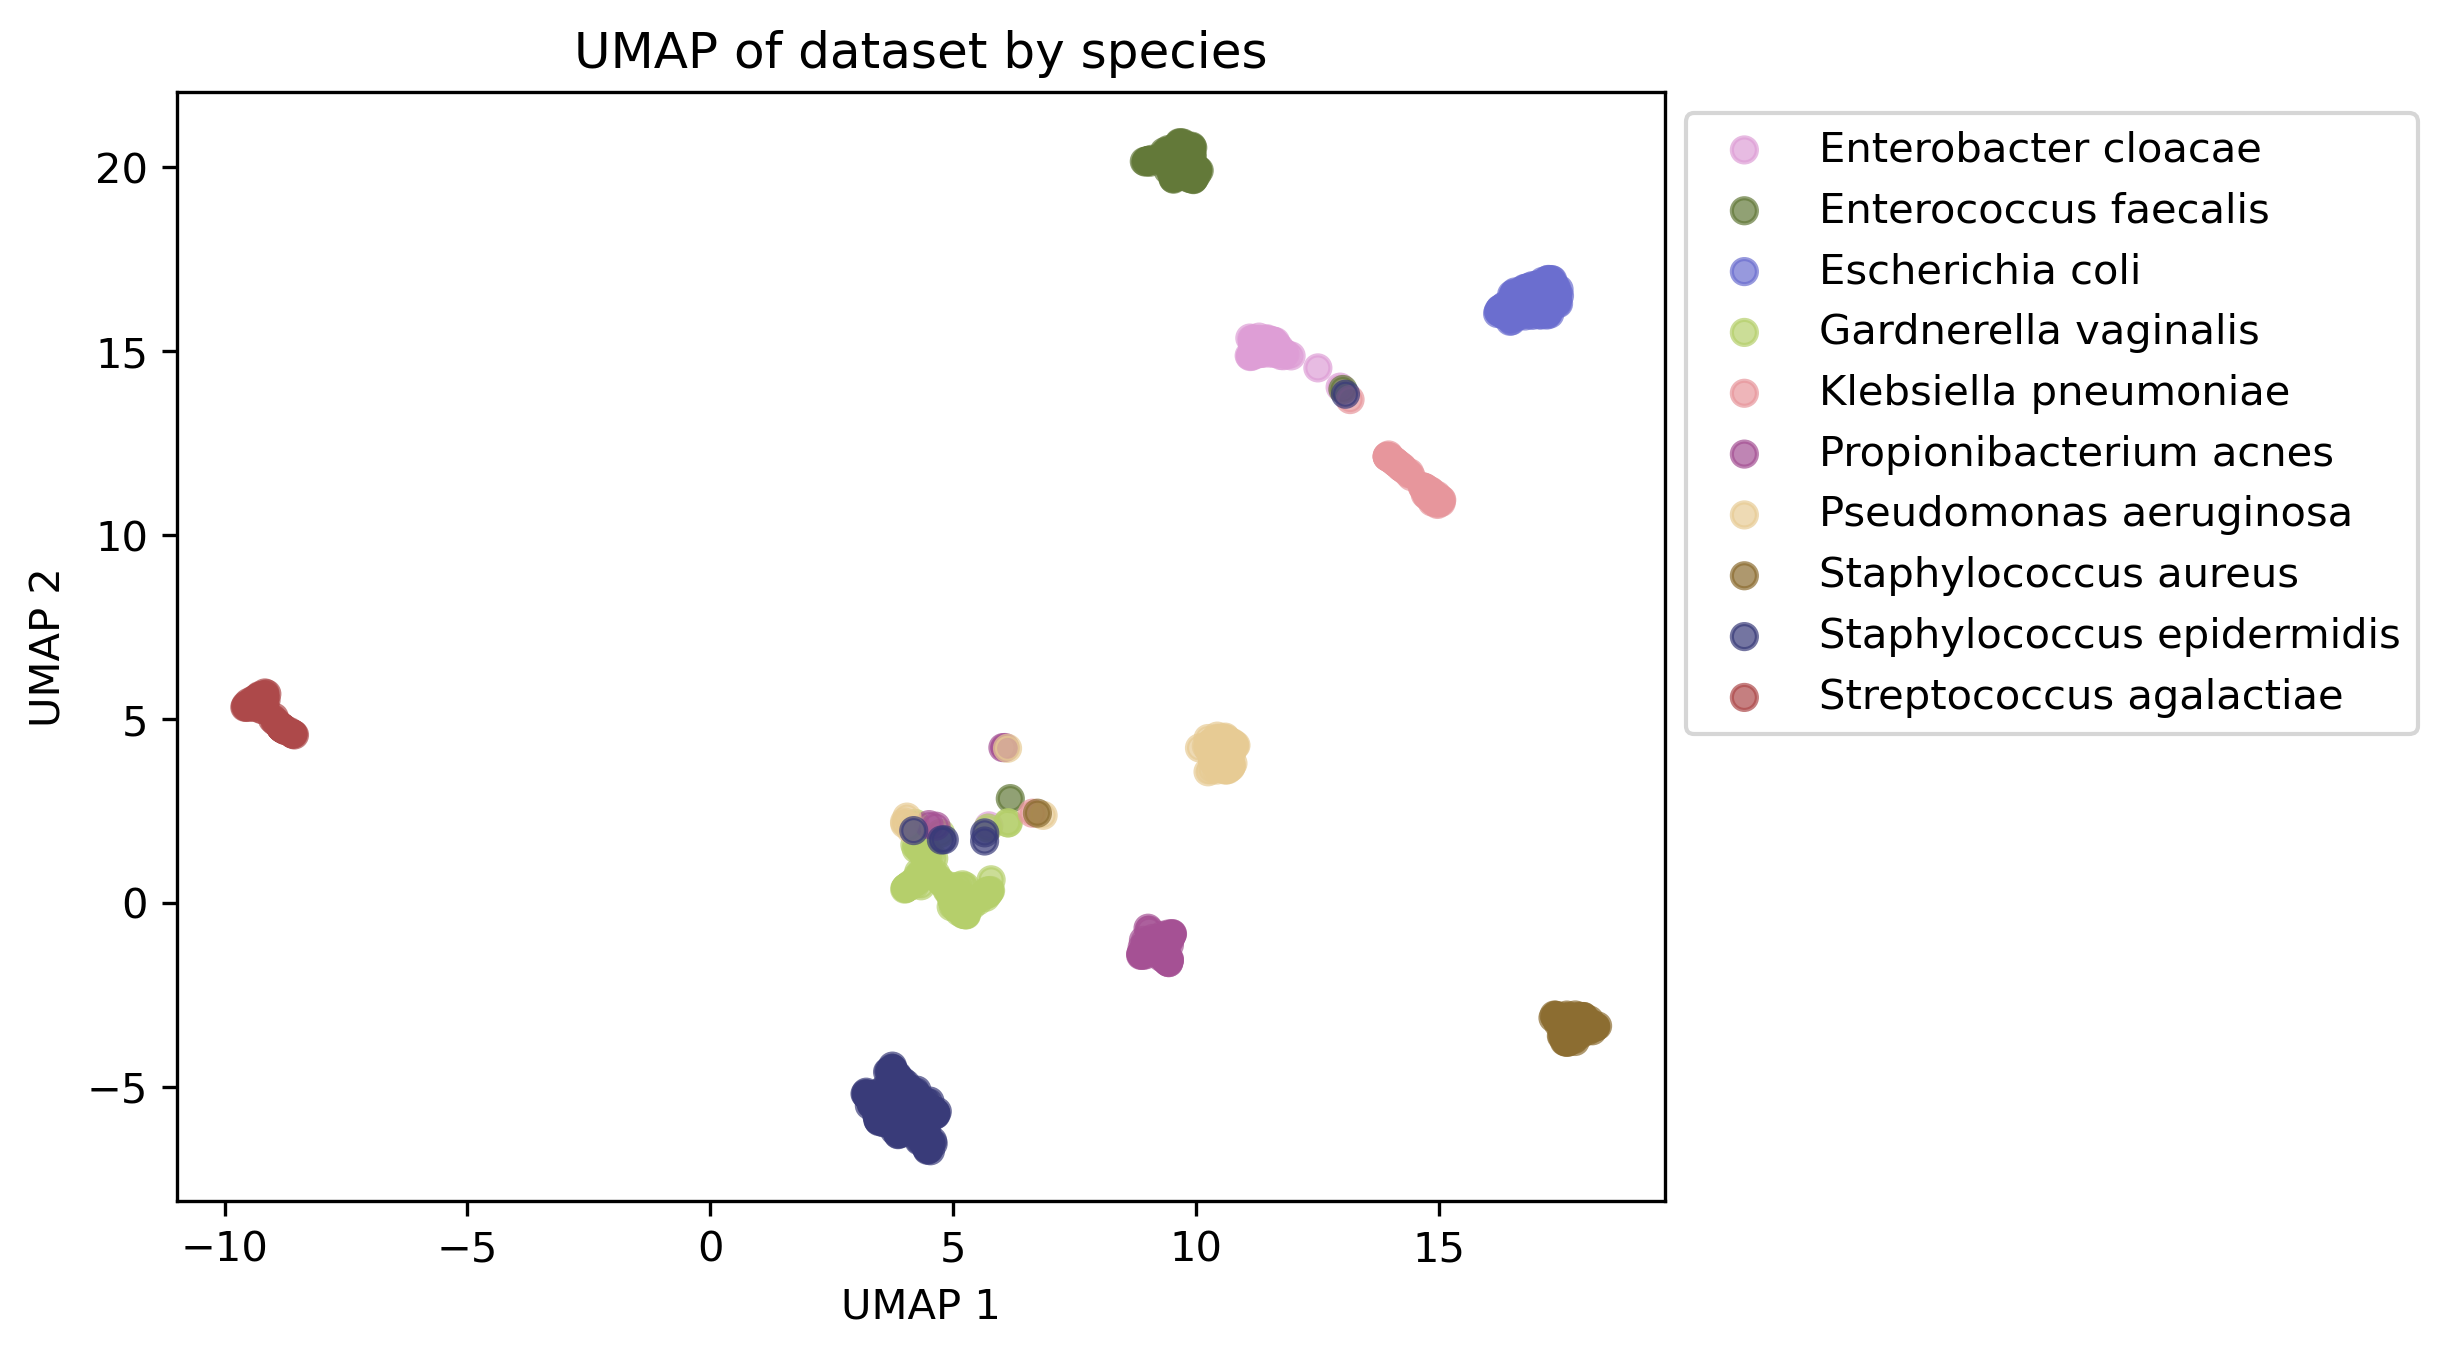 UMAP of dataset by species
20
15
10
5
0
−5
UMAP 2
−10
−5
0
5
10
15
UMAP 1
Enterobacter cloacae
Enterococcus faecalis
Escherichia coli
Gardnerella vaginalis
Klebsiella pneumoniae
Propionibacterium acnes
Pseudomonas aeruginosa
Staphylococcus aureus
Staphylococcus epidermidis
Streptococcus agalactiae